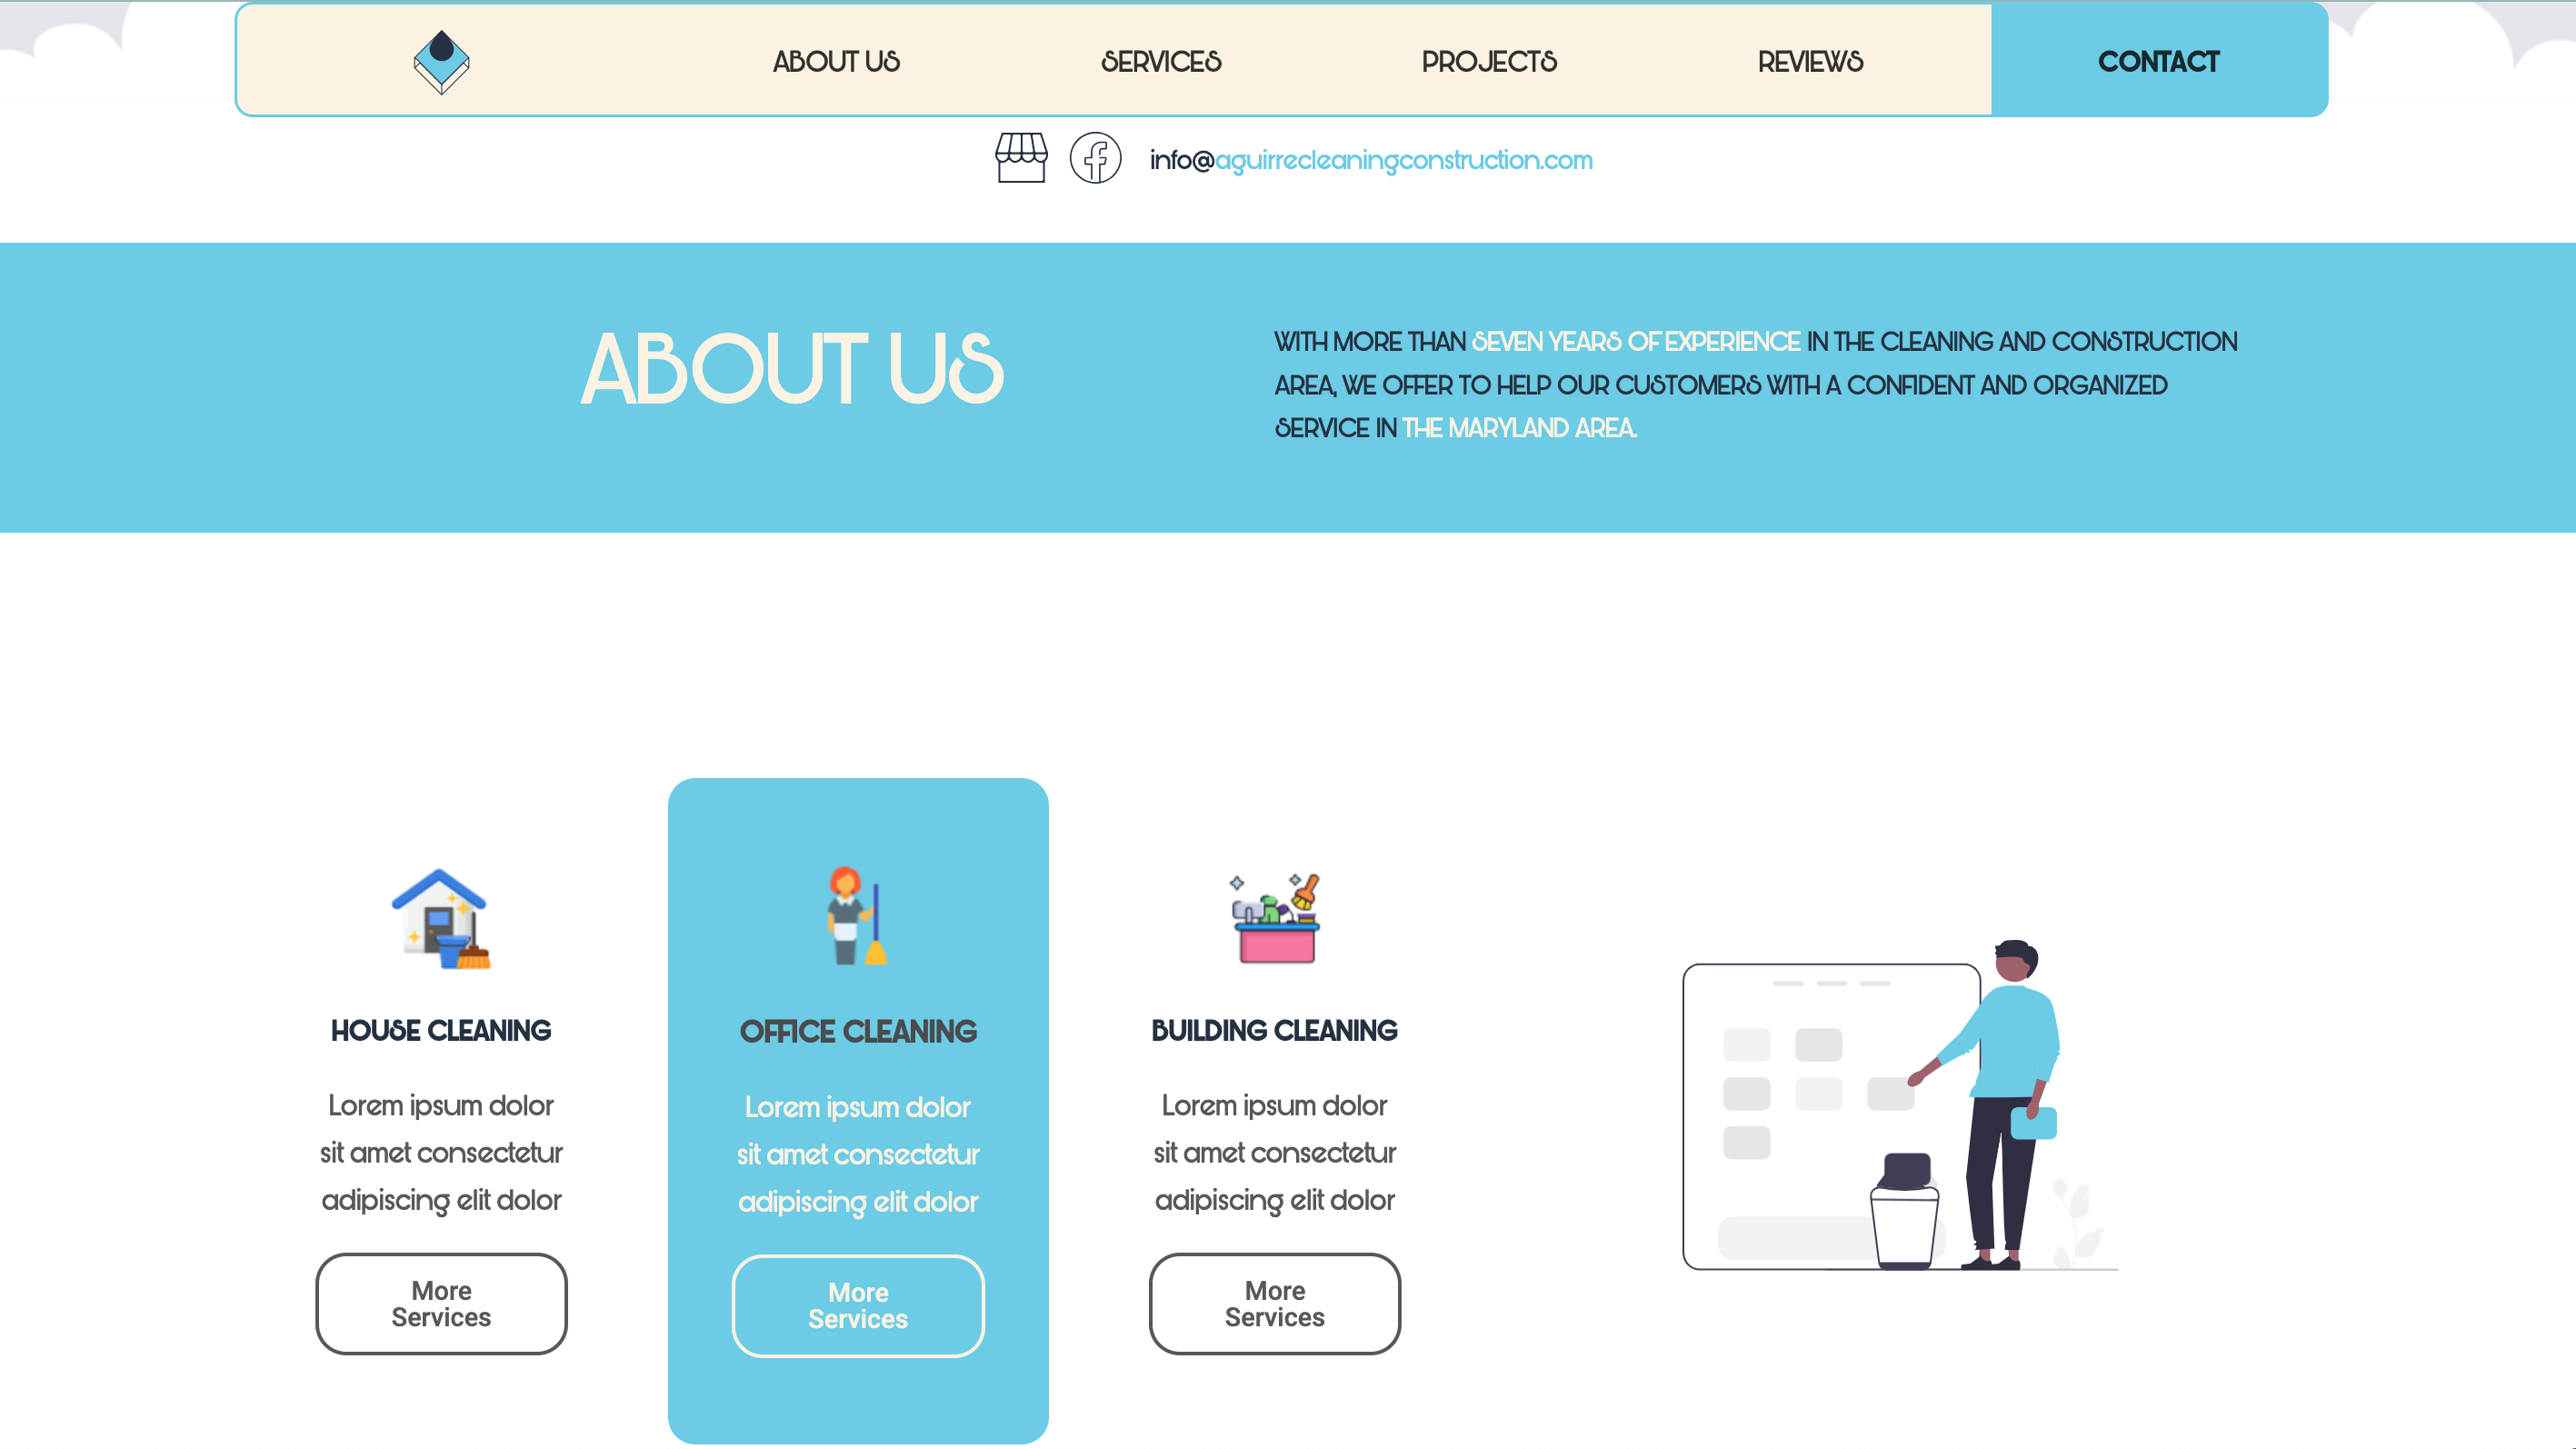 ABOUT US SERVICES PROJECTS REVIEWS CONTACT
info@aguirrecleaningconstruction.com
ABOUT US
WITH MORE THAN SEVEN YEARS OF EXPERIENCE IN THE CLEANING AND CONSTRUCTION
AREA, WE OFFER TO HELP OUR CUSTOMERS WITH A CONFIDENT AND ORGANIZED
SERVICE IN THE MARYLAND AREA.
HOUSE CLEANING
Lorem ipsum dolor
sit amet consectetur
adipiscing elit dolor
More
Services
OFFICE CLEANING
Lorem ipsum dolor
sit amet consectetur
adipiscing elit dolor
More
Services
BUILDING CLEANING
Lorem ipsum dolor
sit amet consectetur
adipiscing elit dolor
More
Services